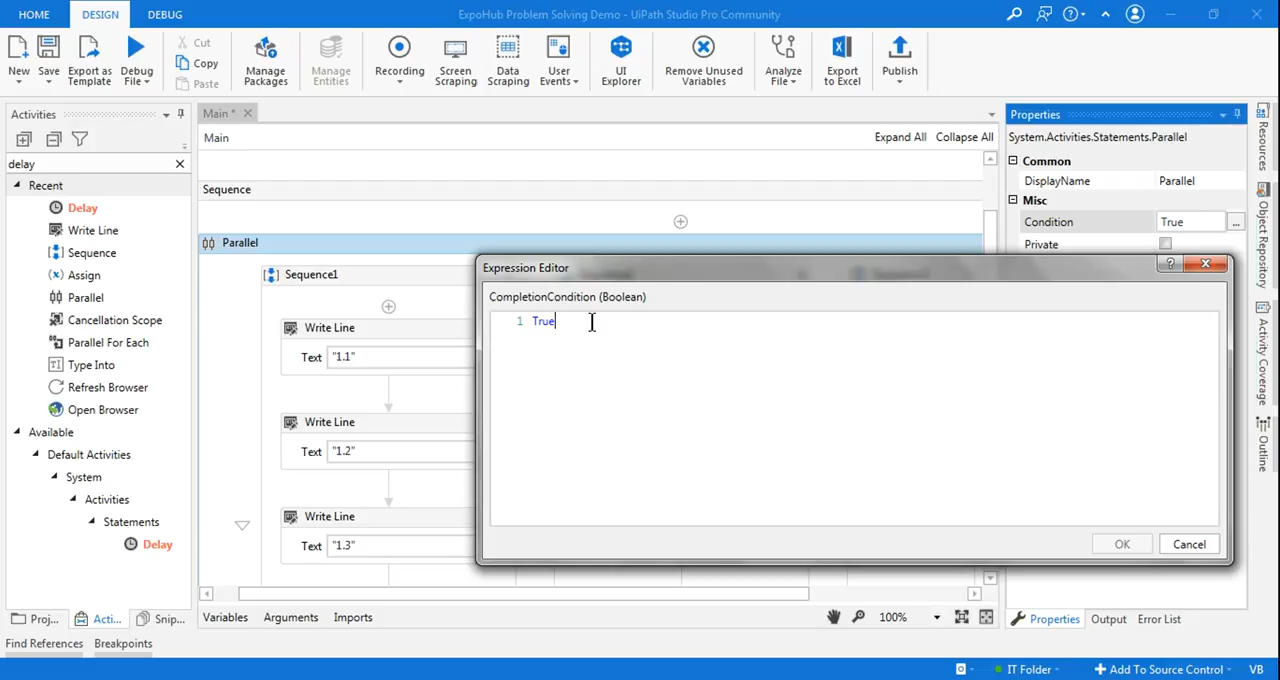 HOME DESIGN DEBUG ExpoHub Problem Solving Demo - UiPath Studio Pro Community
New Save Export as Template Debug File Cut Copy Paste Manage Packages Manage Entities Recording Screen Scraping Data Scraping User Events UI Explorer Remove Unused Variables Analyze File Export to Excel Publish
Activities
delay
Recent
Delay
Write Line
Sequence
Assign
Parallel
Cancellation Scope
Parallel For Each
Type Into
Refresh Browser
Open Browser
Available
Default Activities
System
Activities
Statements
Delay
Proj... Acti... Snip...
Main *
Main Expand All Collapse All
Sequence
Parallel
Sequence1
Write Line
Text "1.1"
Write Line
Text "1.2"
Write Line
Text "1.3"
Variables Arguments Imports 100%
Expression Editor ?
CompletionCondition (Boolean)
1 True
OK Cancel
Properties
System.Activities.Statements.Parallel
Common
DisplayName Parallel
Misc
Condition True ...
Private
Properties Output Error List
Resources
Object Repository
Activity Coverage
Outline
Find References Breakpoints
IT Folder Add To Source Control VB